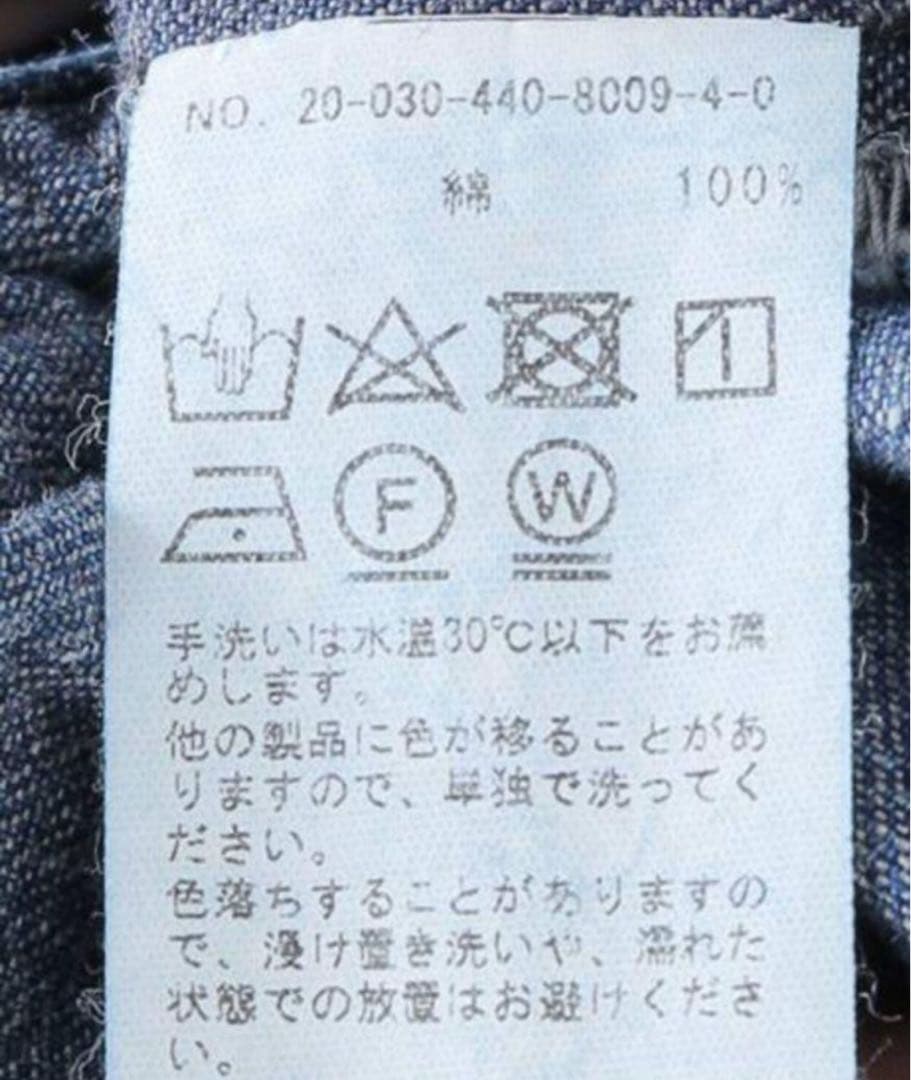 NO. 20-030-440-8009-4-0
綿 100%
F W
手洗いは水温30℃以下をお薦
めします。
他の製品に色が移ることがあ
りますので、単独で洗ってく
ださい。
色落ちすることがありますの
で、浸け置き洗いや、濡れた
状態での放置はお避けくださ
い。